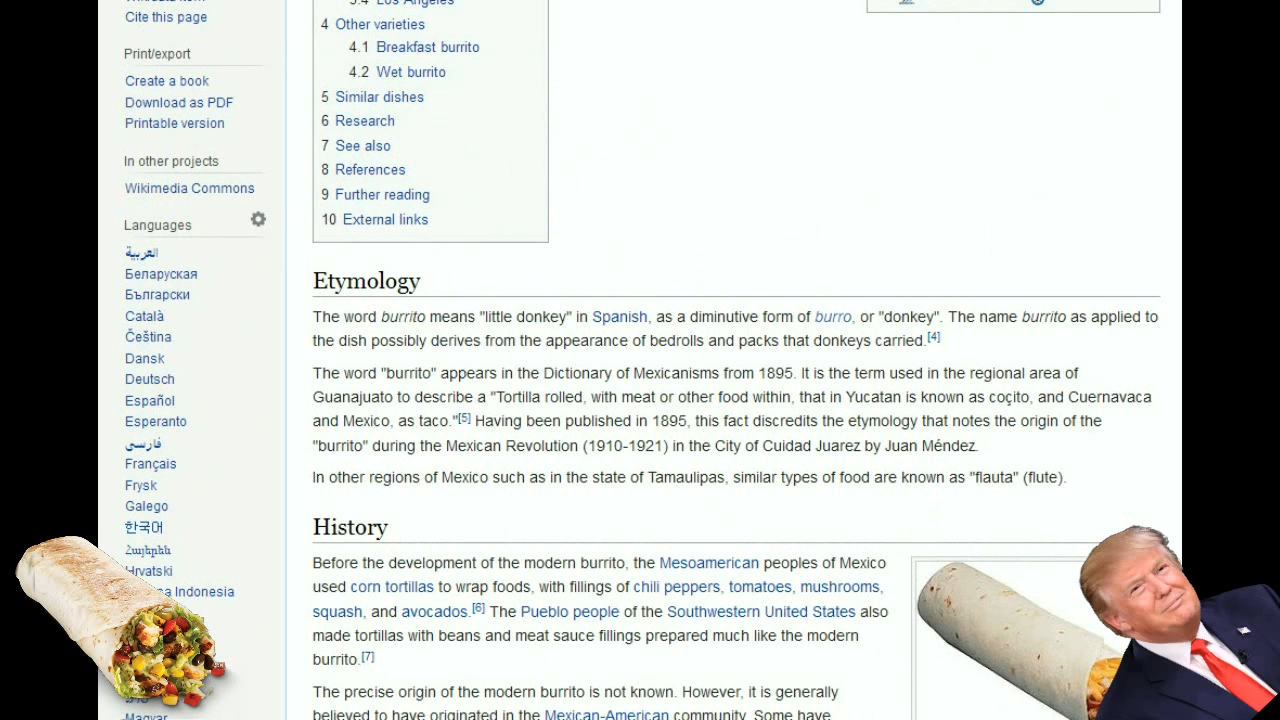 Cite this page
Print/export
Create a book
Download as PDF
Printable version
In other projects
Wikimedia Commons
Languages
العربية
Беларуская
Български
Català
Čeština
Dansk
Deutsch
Español
Esperanto
فارسی
Français
Frysk
Galego
한국어
Հայերեն
Hrvatski
Indonesia
Magyar
Los Angeles
4 Other varieties
4.1 Breakfast burrito
4.2 Wet burrito
5 Similar dishes
6 Research
7 See also
8 References
9 Further reading
10 External links
Etymology
The word burrito means "little donkey" in Spanish, as a diminutive form of burro, or "donkey". The name burrito as applied to
the dish possibly derives from the appearance of bedrolls and packs that donkeys carried.[4]
The word "burrito" appears in the Dictionary of Mexicanisms from 1895. It is the term used in the regional area of
Guanajuato to describe a "Tortilla rolled, with meat or other food within, that in Yucatan is known as coçito, and Cuernavaca
and Mexico, as taco."[5] Having been published in 1895, this fact discredits the etymology that notes the origin of the
"burrito" during the Mexican Revolution (1910-1921) in the City of Cuidad Juarez by Juan Méndez.
In other regions of Mexico such as in the state of Tamaulipas, similar types of food are known as "flauta" (flute).
History
Before the development of the modern burrito, the Mesoamerican peoples of Mexico
used corn tortillas to wrap foods, with fillings of chili peppers, tomatoes, mushrooms,
squash, and avocados.[6] The Pueblo people of the Southwestern United States also
made tortillas with beans and meat sauce fillings prepared much like the modern
burrito.[7]
The precise origin of the modern burrito is not known. However, it is generally
believed to have originated in the Mexican-American community. Some have